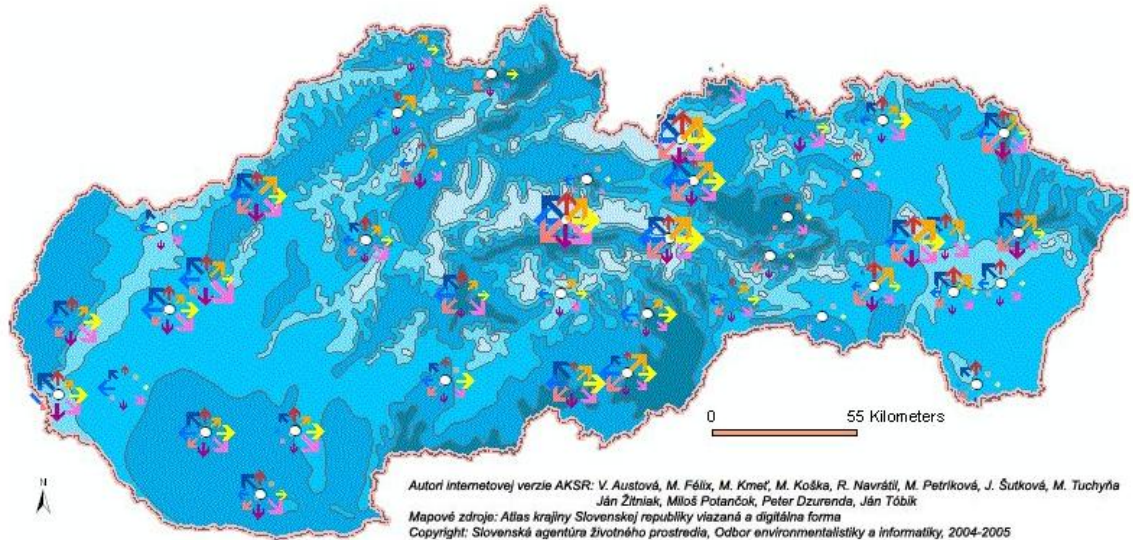 0 55 Kilometers
N
Autori internetovej verzie AKSR: V. Austová, M. Félix, M. Kmeť, M. Koška, R. Navrátil, M. Petríková, J. Šutková, M. Tuchyňa
Ján Žitniak, Miloš Potančok, Peter Dzurenda, Ján Tóbik
Mapové zdroje: Atlas krajiny Slovenskej republiky viazaná a digitálna forma
Copyright: Slovenská agentúra životného prostredia, Odbor environmentalistiky a informatiky, 2004-2005